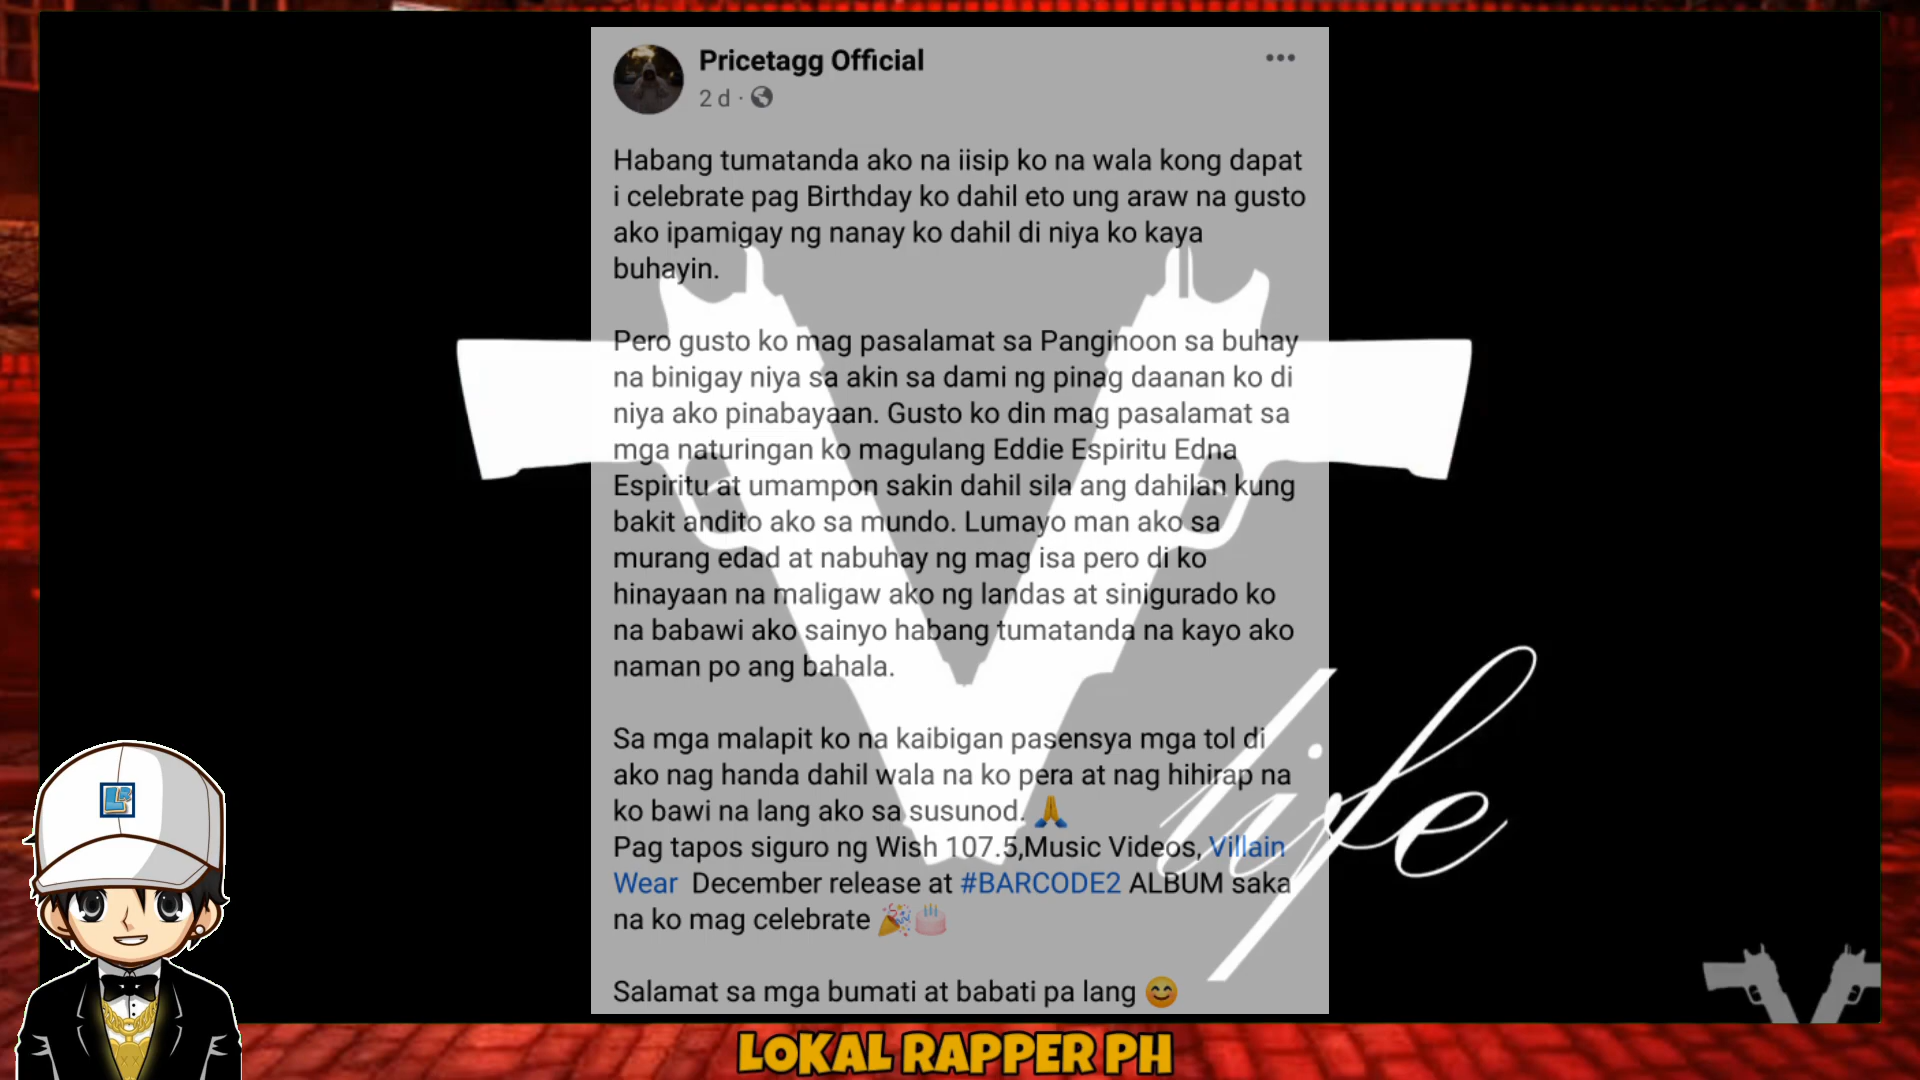 Pricetagg Official
2 d ·
Habang tumatanda ako na iisip ko na wala kong dapat
i celebrate pag Birthday ko dahil eto ung araw na gusto
ako ipamigay ng nanay ko dahil di niya ko kaya
buhayin.
Pero gusto ko mag pasalamat sa Panginoon sa buhay
na binigay niya sa akin sa dami ng pinag daanan ko di
niya ako pinabayaan. Gusto ko din mag pasalamat sa
mga naturingan ko magulang Eddie Espiritu Edna
Espiritu at umampon sakin dahil sila ang dahilan kung
bakit andito ako sa mundo. Lumayo man ako sa
murang edad at nabuhay ng mag isa pero di ko
hinayaan na maligaw ako ng landas at sinigurado ko
na babawi ako sainyo habang tumatanda na kayo ako
naman po ang bahala.
Sa mga malapit ko na kaibigan pasensya mga tol di
ako nag handa dahil wala na ko pera at nag hihirap na
ko bawi na lang ako sa susunod. 🙏
Pag tapos siguro ng Wish 107.5,Music Videos, Villain
Wear December release at #BARCODE2 ALBUM saka
na ko mag celebrate 🎉🎂
Salamat sa mga bumati at babati pa lang 😊
V life
LOKAL RAPPER PH